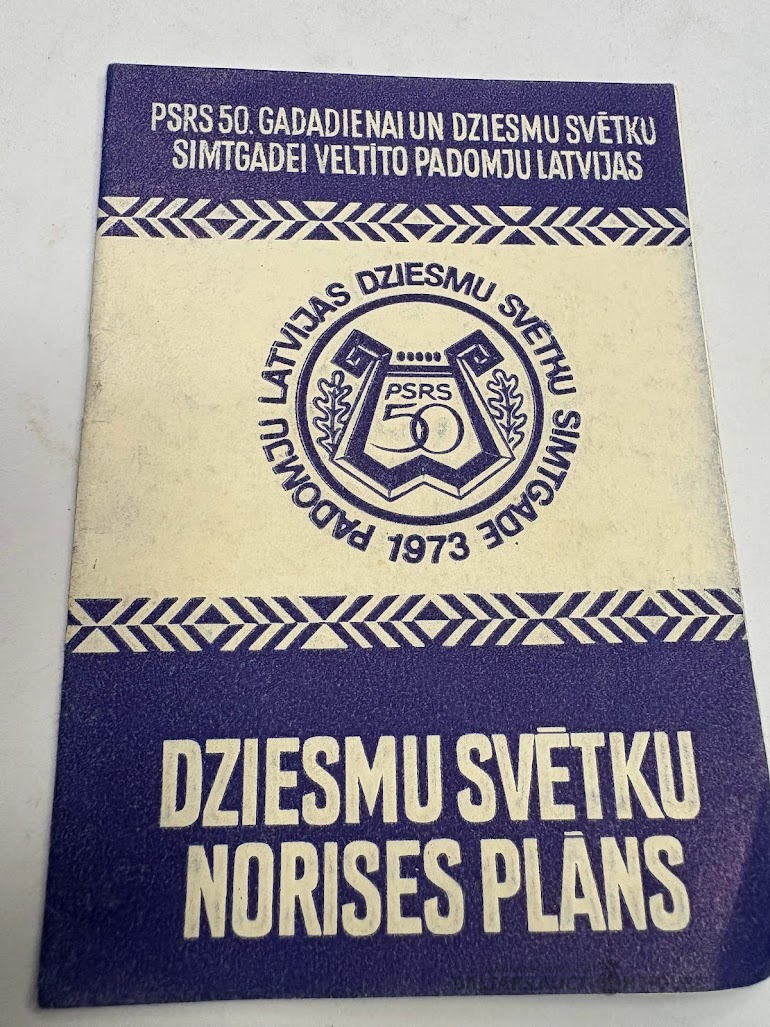 PSRS 50. GADADIENAI UN DZIESMU SVĒTKU
SIMTGADEI VELTĪTO PADOMJU LATVIJAS
PADOMJU LATVIJAS DZIESMU SVĒTKU SIMTGADE
PSRS
50
1973
DZIESMU SVĒTKU
NORISES PLĀNS